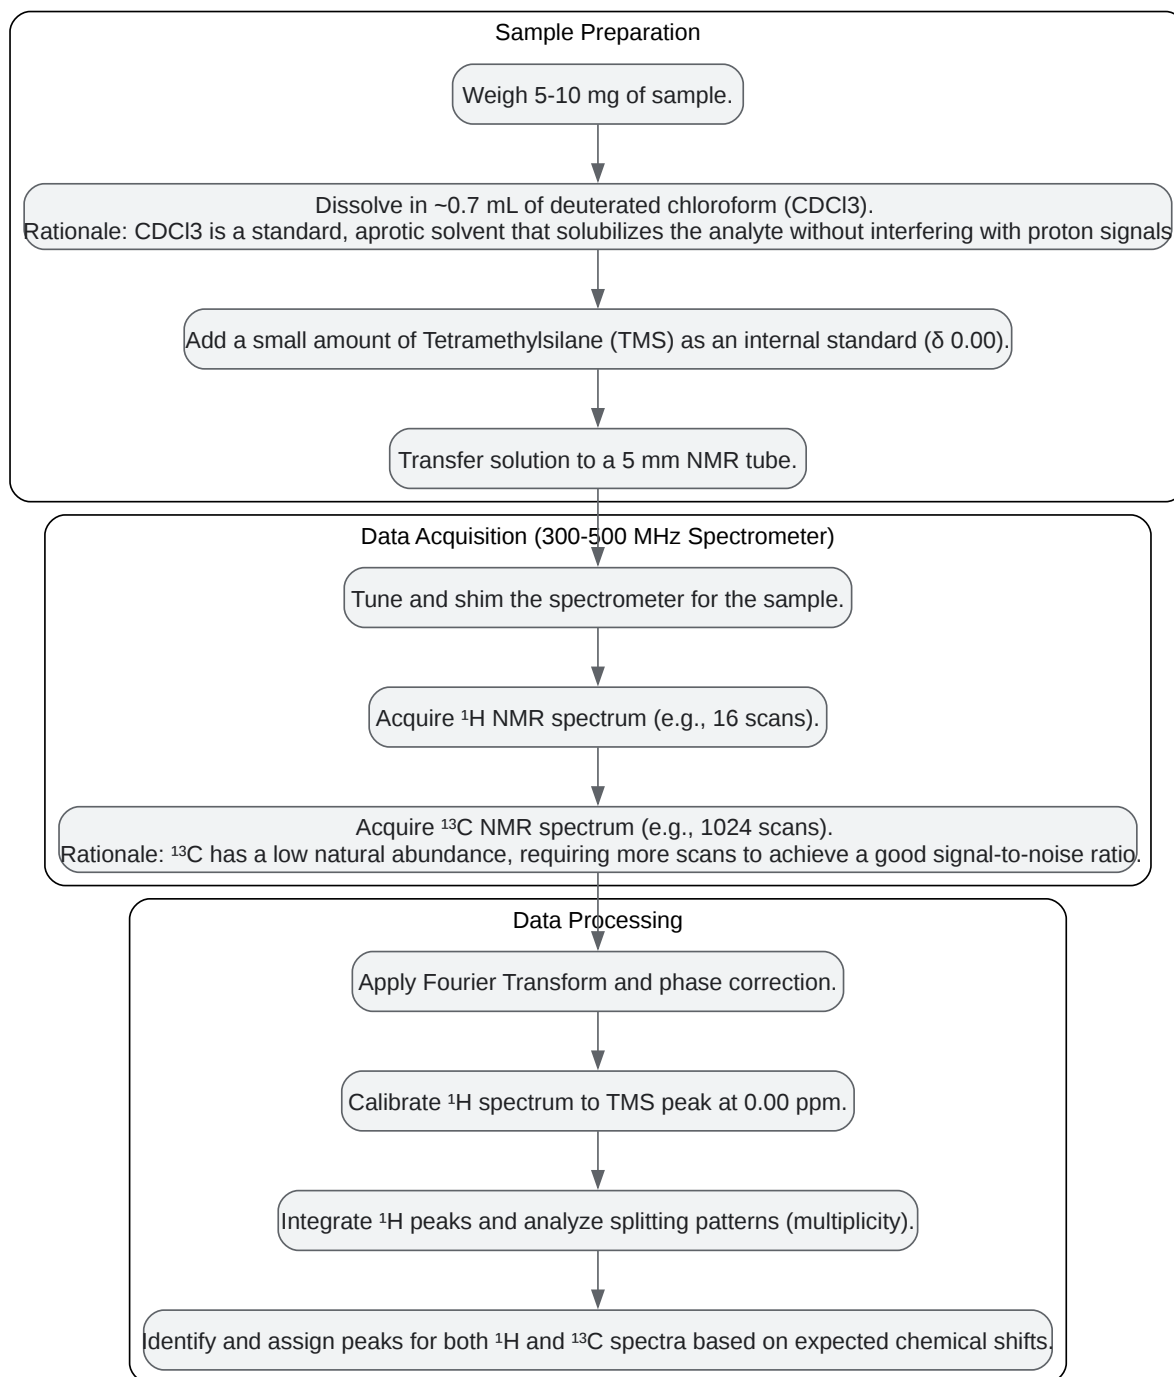 Sample Preparation
Weigh 5-10 mg of sample.
Dissolve in ~0.7 mL of deuterated chloroform (CDCl3).
Rationale: CDCl3 is a standard, aprotic solvent that solubilizes the analyte without interfering with proton signals
Add a small amount of Tetramethylsilane (TMS) as an internal standard (δ 0.00).
Transfer solution to a 5 mm NMR tube.
Data Acquisition (300-500 MHz Spectrometer)
Tune and shim the spectrometer for the sample.
Acquire ¹H NMR spectrum (e.g., 16 scans).
Acquire ¹³C NMR spectrum (e.g., 1024 scans).
Rationale: ¹³C has a low natural abundance, requiring more scans to achieve a good signal-to-noise ratio.
Data Processing
Apply Fourier Transform and phase correction.
Calibrate ¹H spectrum to TMS peak at 0.00 ppm.
Integrate ¹H peaks and analyze splitting patterns (multiplicity).
Identify and assign peaks for both ¹H and ¹³C spectra based on expected chemical shifts.